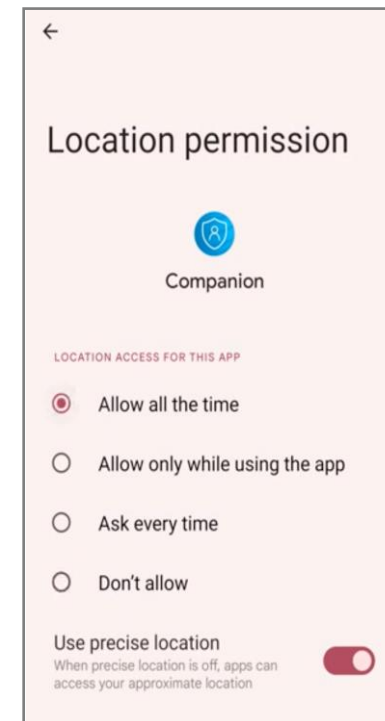 Location permission
Companion
LOCATION ACCESS FOR THIS APP
Allow all the time
Allow only while using the app
Ask every time
Don't allow
Use precise location
When precise location is off, apps can
access your approximate location